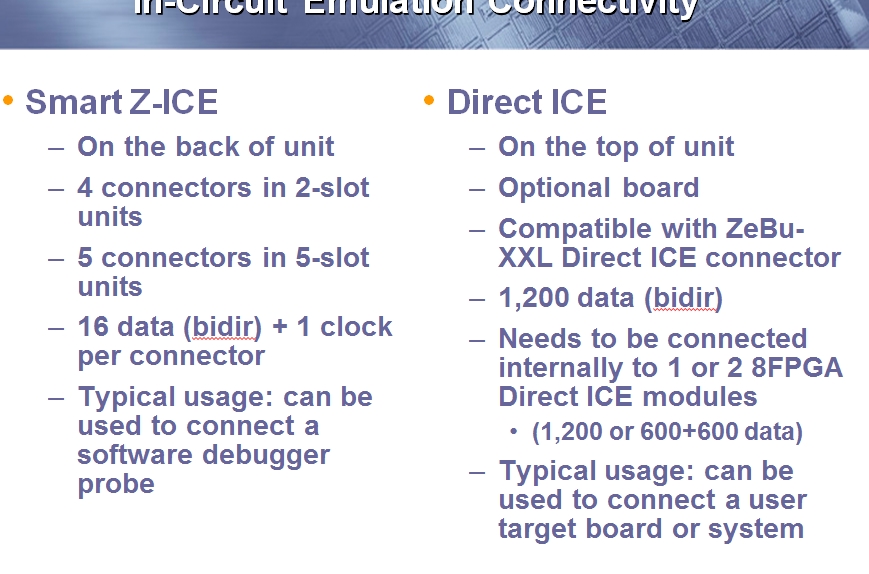 In-Circuit Emulation Connectivity
• Smart Z-ICE
– On the back of unit
– 4 connectors in 2-slot
units
– 5 connectors in 5-slot
units
– 16 data (bidir) + 1 clock
per connector
– Typical usage: can be
used to connect a
software debugger
probe
• Direct ICE
– On the top of unit
– Optional board
– Compatible with ZeBu-
XXL Direct ICE connector
– 1,200 data (bidir)
– Needs to be connected
internally to 1 or 2 8FPGA
Direct ICE modules
• (1,200 or 600+600 data)
– Typical usage: can be
used to connect a user
target board or system